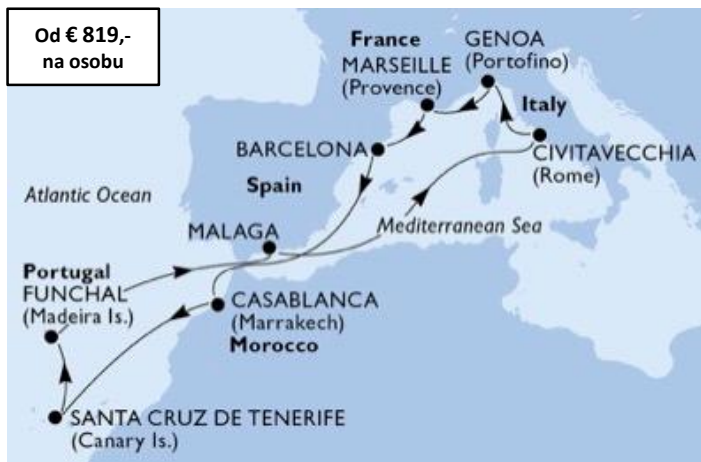 Od € 819,-
na osobu
France
MARSEILLE
(Provence)
GENOA
(Portofino)
Italy
CIVITAVECCHIA
(Rome)
BARCELONA
Spain
Atlantic Ocean
MALAGA
Mediterranean Sea
Portugal
FUNCHAL
(Madeira Is.)
CASABLANCA
(Marrakech)
Morocco
SANTA CRUZ DE TENERIFE
(Canary Is.)